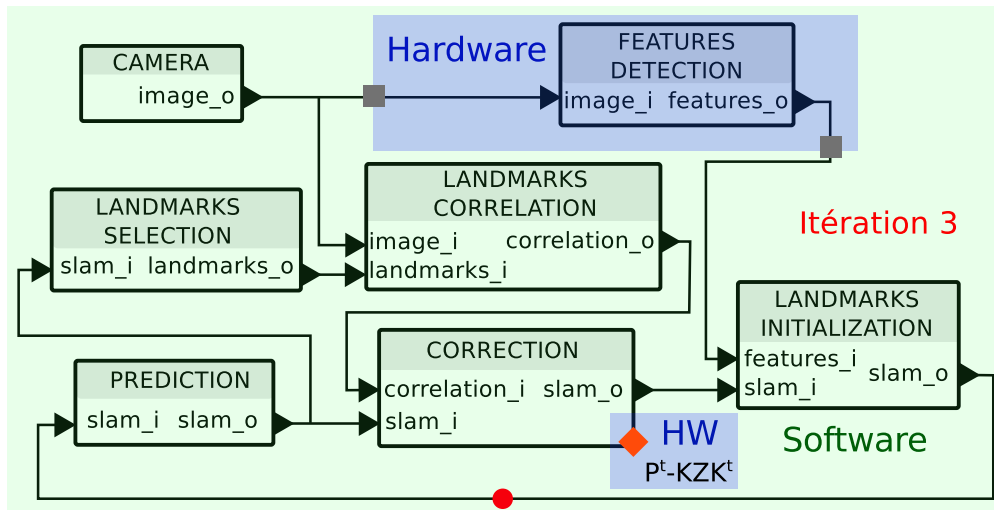 Hardware
CAMERA
image_o
FEATURES
DETECTION
image_i features_o
LANDMARKS
CORRELATION
image_i correlation_o
landmarks_i
LANDMARKS
SELECTION
slam_i landmarks_o
Itération 3
LANDMARKS
INITIALIZATION
features_i
slam_i slam_o
CORRECTION
correlation_i slam_o
slam_i
PREDICTION
slam_i slam_o
HW
Pᵗ-KZKᵗ
Software